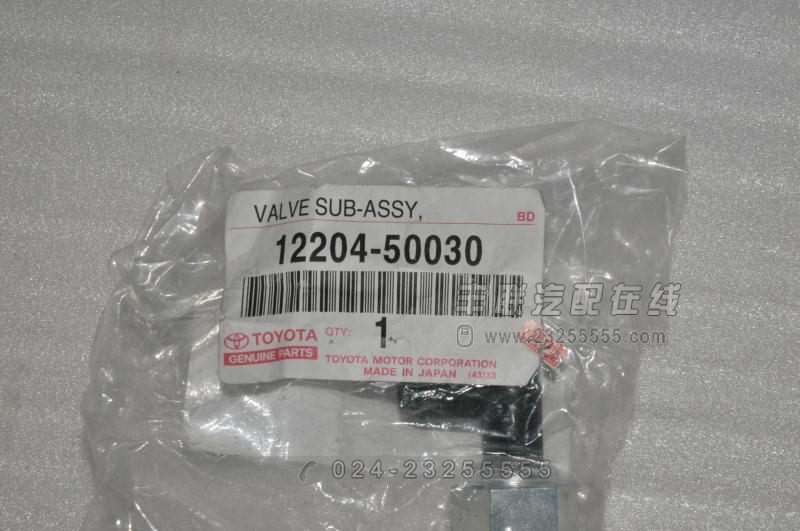 VALVE SUB-ASSY,
BD
12204-50030
丰联汽配在线
www.23255555.com
TOYOTA
GENUINE PARTS
QTY: 1
TOYOTA MOTOR CORPORATION
MADE IN JAPAN (43)33
024-23255555